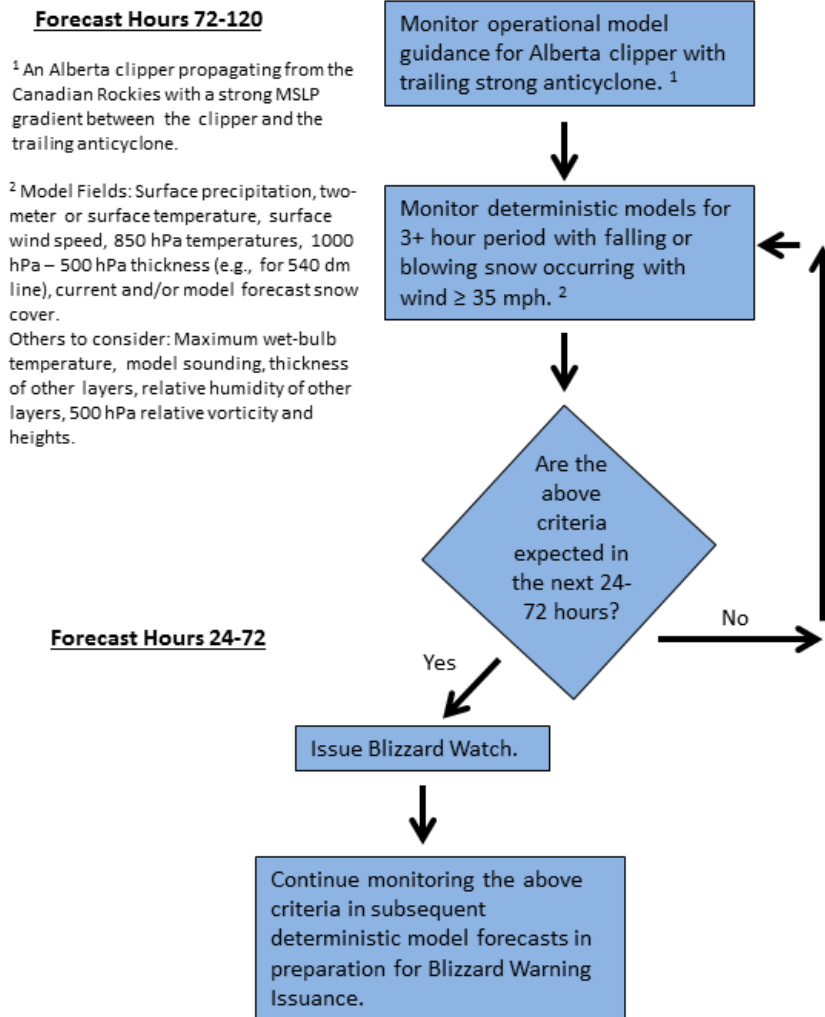 Forecast Hours 72-120
¹ An Alberta clipper propagating from the
Canadian Rockies with a strong MSLP
gradient between the clipper and the
trailing anticyclone.
² Model Fields: Surface precipitation, two-
meter or surface temperature, surface
wind speed, 850 hPa temperatures, 1000
hPa – 500 hPa thickness (e.g., for 540 dm
line), current and/or model forecast snow
cover.
Others to consider: Maximum wet-bulb
temperature, model sounding, thickness
of other layers, relative humidity of other
layers, 500 hPa relative vorticity and
heights.
Monitor operational model
guidance for Alberta clipper with
trailing strong anticyclone. ¹
Monitor deterministic models for
3+ hour period with falling or
blowing snow occurring with
wind ≥ 35 mph. ²
Are the
above
criteria
expected in
the next 24-
72 hours?
No
Forecast Hours 24-72
Yes
Issue Blizzard Watch.
Continue monitoring the above
criteria in subsequent
deterministic model forecasts in
preparation for Blizzard Warning
Issuance.